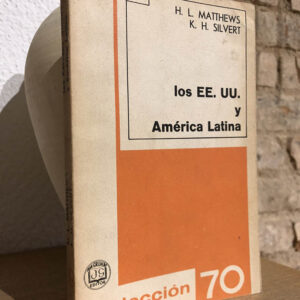 H. L. MATTHEWS
K. H. SILVERT
los EE. UU.
y
América Latina
lección 70